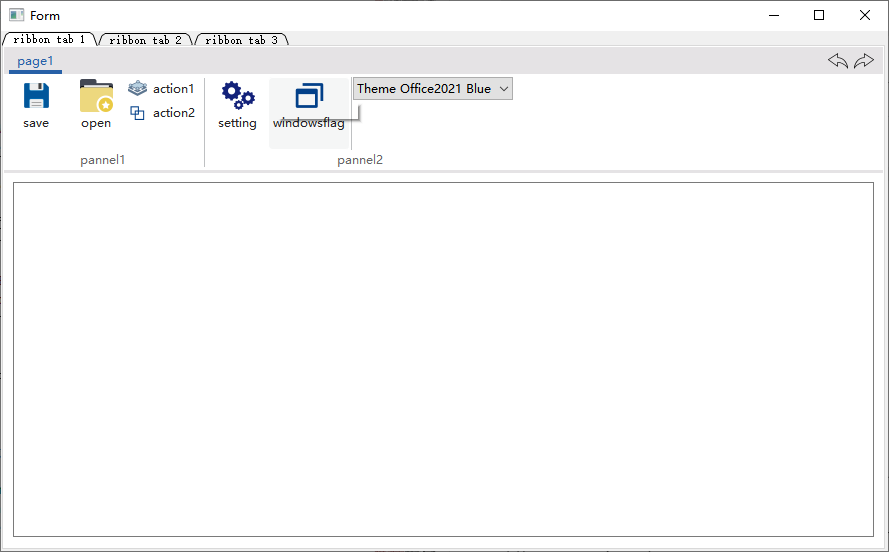 Form
ribbon tab 1 ribbon tab 2 ribbon tab 3
page1
save open action1 action2 setting windowsflag Theme Office2021 Blue
pannel1 pannel2